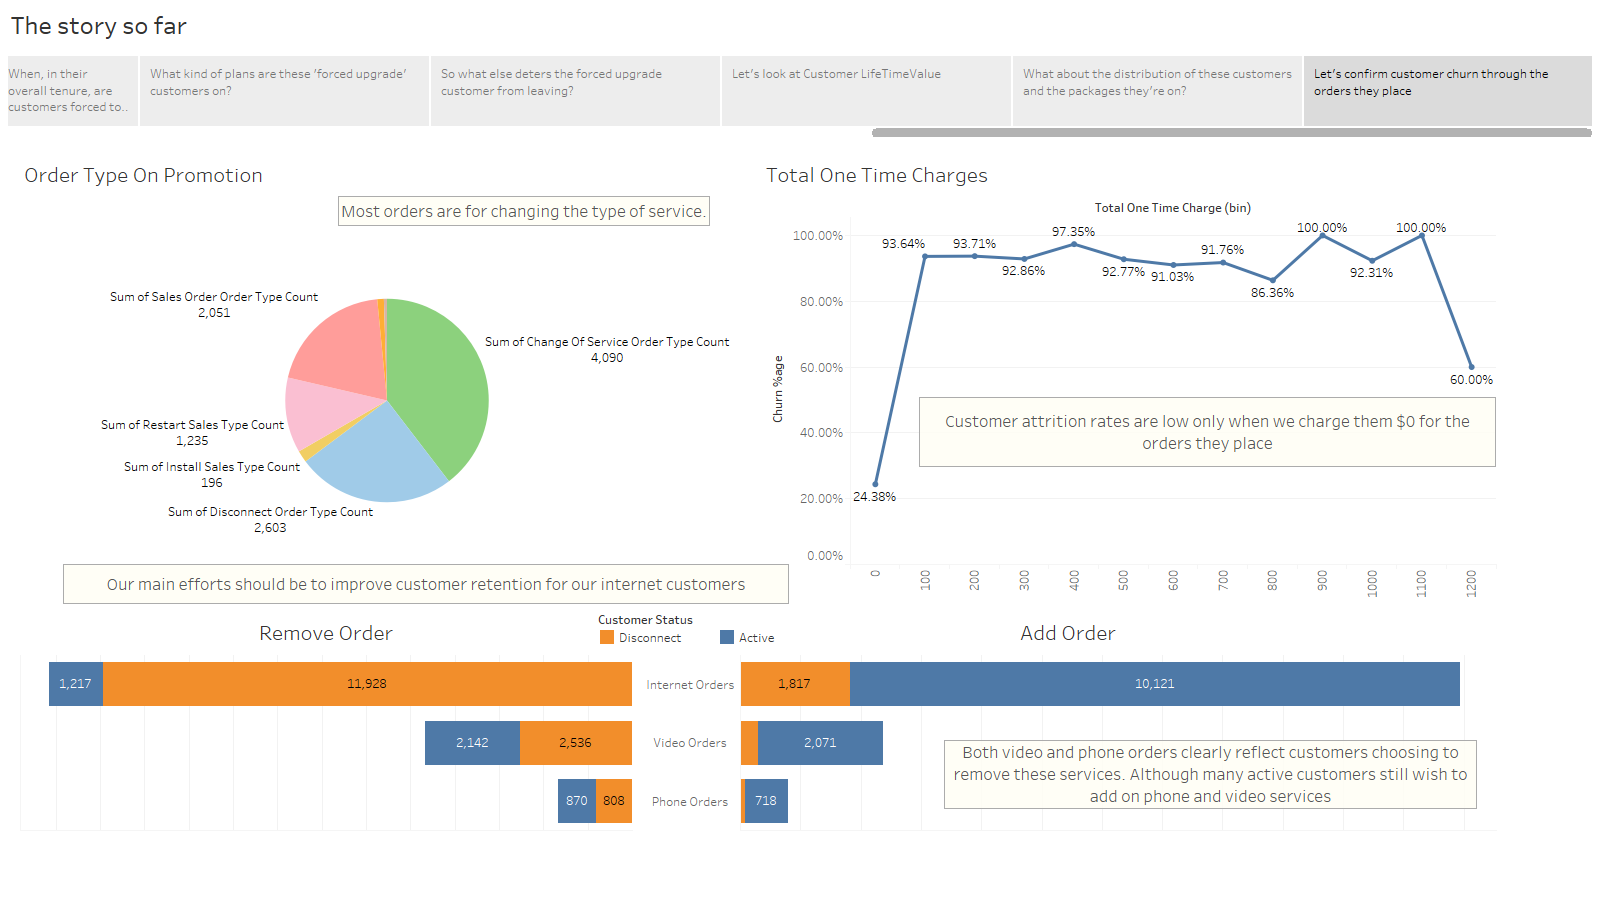 The story so far
When, in their
overall tenure, are
customers forced to..
What kind of plans are these ‘forced upgrade’
customers on?
So what else deters the forced upgrade
customer from leaving?
Let’s look at Customer LifeTimeValue
What about the distribution of these customers
and the packages they’re on?
Let’s confirm customer churn through the
orders they place
Order Type On Promotion
Most orders are for changing the type of service.
Sum of Sales Order Order Type Count
2,051
Sum of Change Of Service Order Type Count
4,090
Sum of Restart Sales Type Count
1,235
Sum of Install Sales Type Count
196
Sum of Disconnect Order Type Count
2,603
Total One Time Charges
Total One Time Charge (bin)
Churn %age
100.00%
80.00%
60.00%
40.00%
20.00%
0.00%
24.38%
93.64%
93.71%
92.86%
97.35%
92.77%
91.03%
91.76%
86.36%
100.00%
92.31%
100.00%
60.00%
Customer attrition rates are low only when we charge them $0 for the
orders they place
0
100
200
300
400
500
600
700
800
900
1000
1100
1200
Our main efforts should be to improve customer retention for our internet customers
Customer Status
Disconnect
Active
Remove Order
Add Order
1,217
11,928
Internet Orders
1,817
10,121
2,142
2,536
Video Orders
2,071
870
808
Phone Orders
718
Both video and phone orders clearly reflect customers choosing to
remove these services. Although many active customers still wish to
add on phone and video services